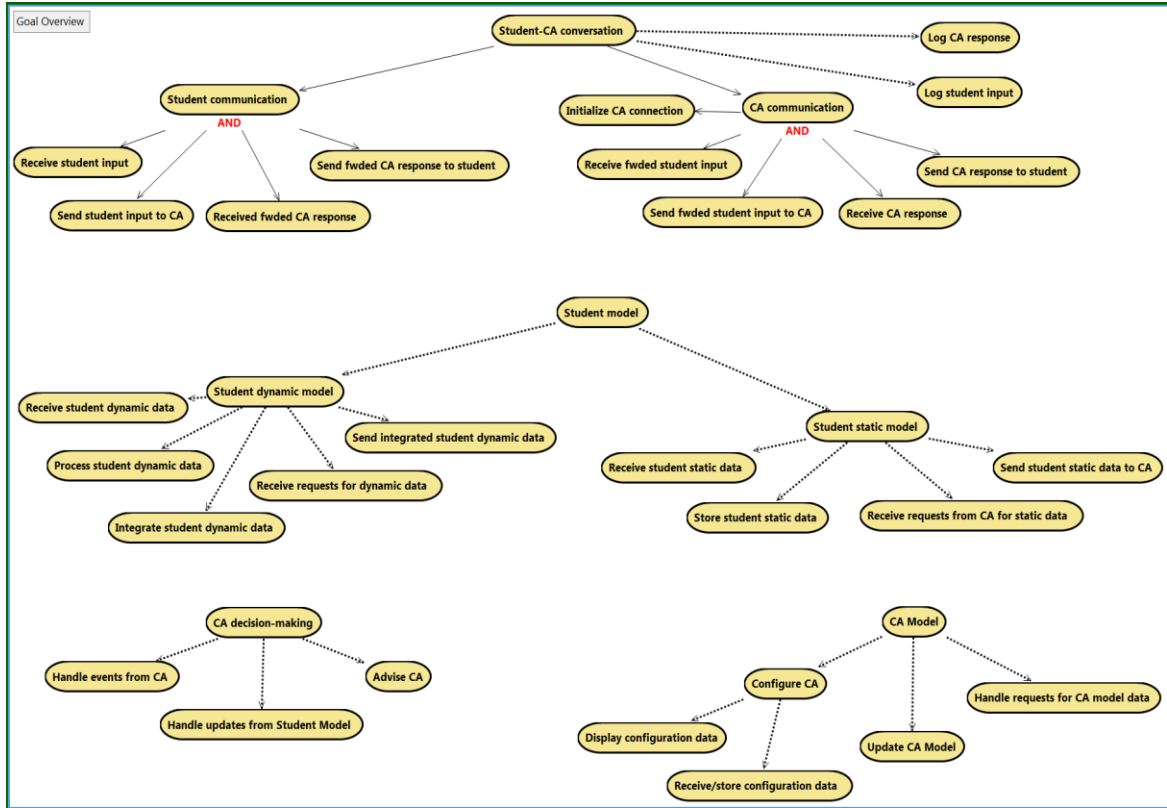 Goal Overview
Student-CA conversation
Log CA response
Student communication
Log student input
Initialize CA connection
CA communication
AND
AND
Receive student input
Send fwded CA response to student
Receive fwded student input
Send CA response to student
Send student input to CA
Received fwded CA response
Send fwded student input to CA
Receive CA response
Student model
Student dynamic model
Receive student dynamic data
Student static model
Send integrated student dynamic data
Process student dynamic data
Receive student static data
Send student static data to CA
Receive requests for dynamic data
Integrate student dynamic data
Store student static data
Receive requests from CA for static data
CA decision-making
CA Model
Handle events from CA
Advise CA
Configure CA
Handle requests for CA model data
Handle updates from Student Model
Display configuration data
Update CA Model
Receive/store configuration data